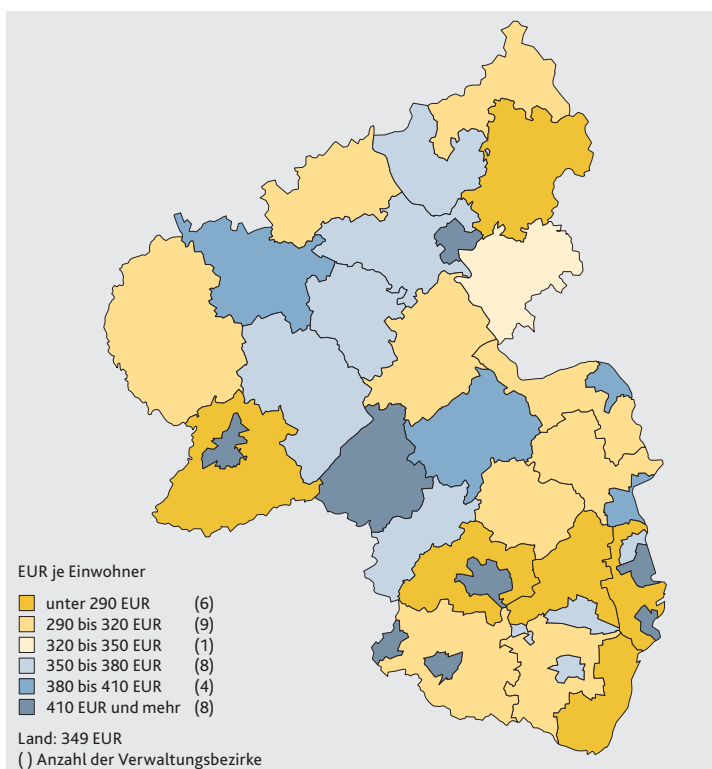 EUR je Einwohner
unter 290 EUR (6)
290 bis 320 EUR (9)
320 bis 350 EUR (1)
350 bis 380 EUR (8)
380 bis 410 EUR (4)
410 EUR und mehr (8)
Land: 349 EUR
( ) Anzahl der Verwaltungsbezirke